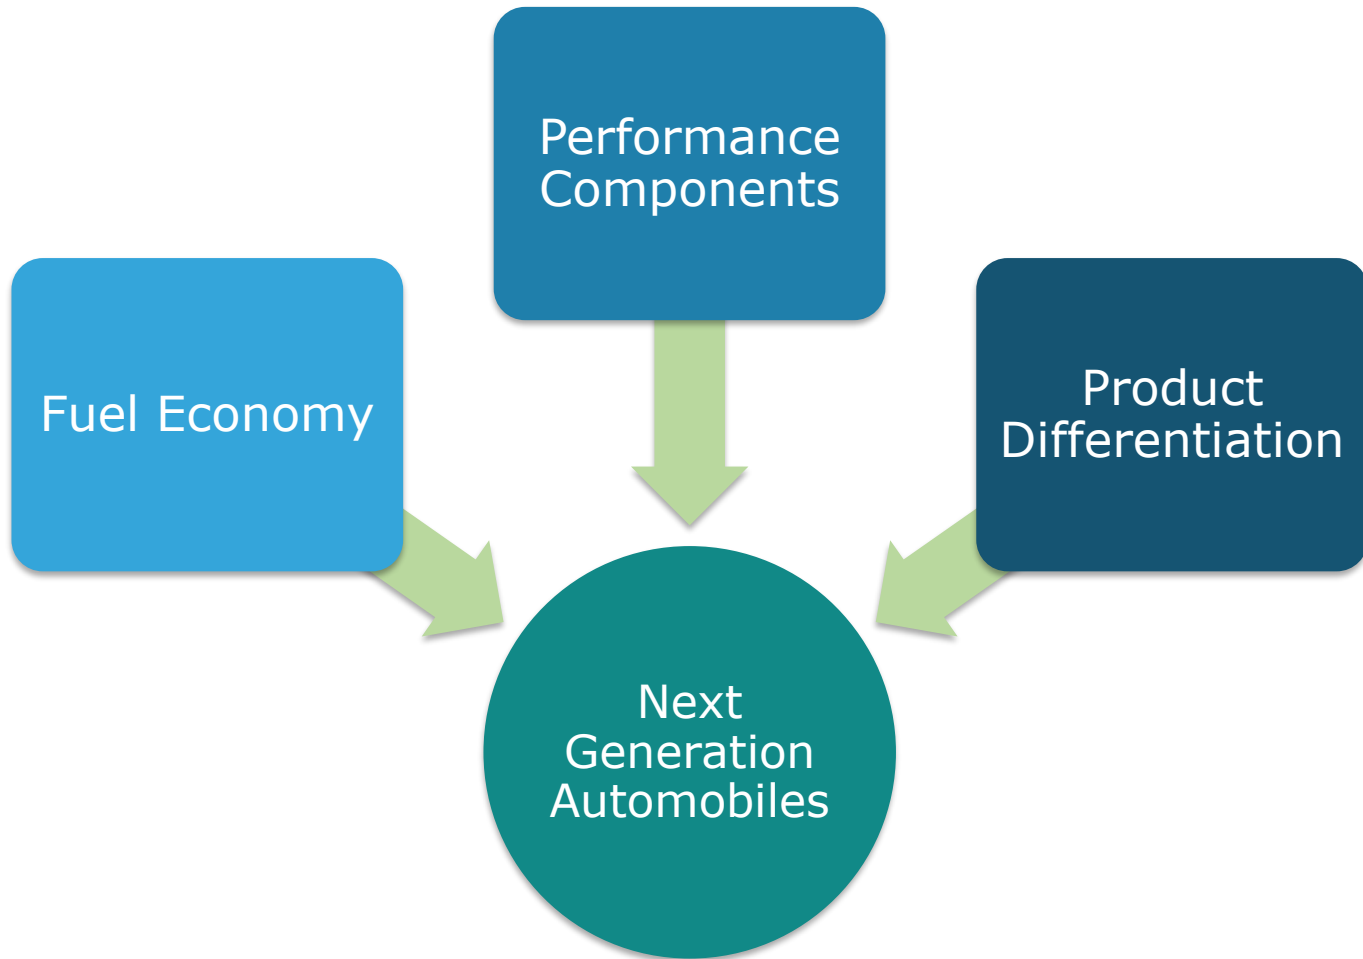 Performance
Components
Fuel Economy
Product
Differentiation
Next
Generation
Automobiles